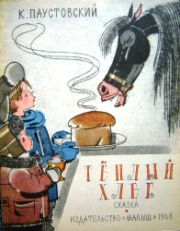 К. ПАУСТОВСКИЙ
ТЁПЛЫЙ
ХЛЕБ
СКАЗКА
ИЗДАТЕЛЬСТВО «МАЛЫШ» 1968